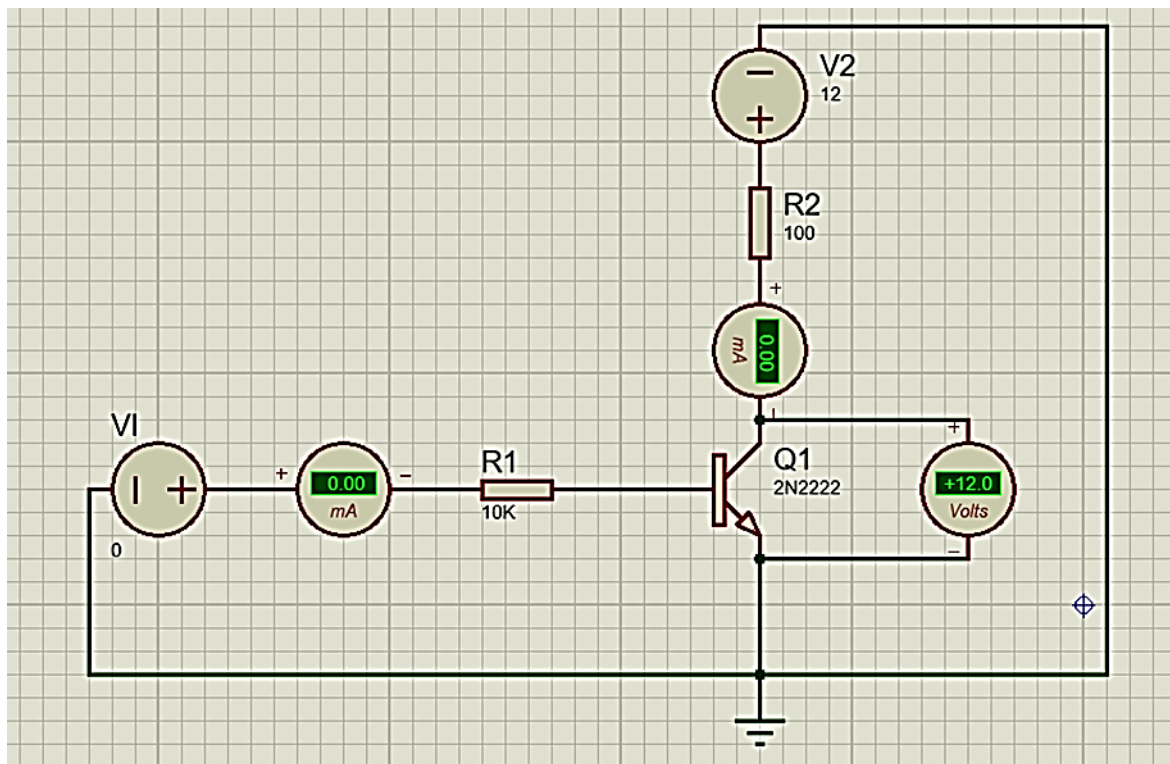 V2
12
R2
100
+
0.00
mA
VI
+
0.00
mA
−
R1
10K
Q1
2N2222
+
+12.0
Volts
−
0